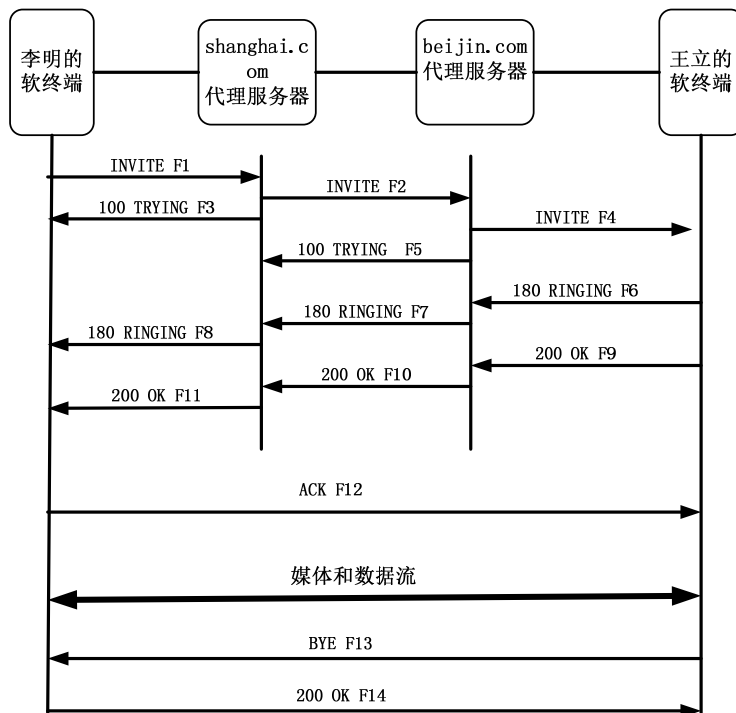 李明的
软终端
shanghai.c
om
代理服务器
beijin.com
代理服务器
王立的
软终端
INVITE F1
INVITE F2
100 TRYING F3
INVITE F4
100 TRYING F5
180 RINGING F6
180 RINGING F7
180 RINGING F8
200 OK F9
200 OK F10
200 OK F11
ACK F12
媒体和数据流
BYE F13
200 OK F14